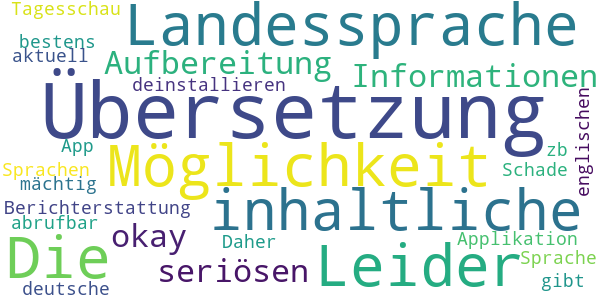 Tagesschau
Landessprache
bestens
aktuell
Aufbereitung
Informationen
deinstallieren
Übersetzung
englischen
App
Möglichkeit
zb
Sprachen
Schade
mächtig
inhaltliche
Berichterstattung
abrufbar
okay
Daher
Applikation
Die
Leider
Sprache
seriösen
gibt
deutsche